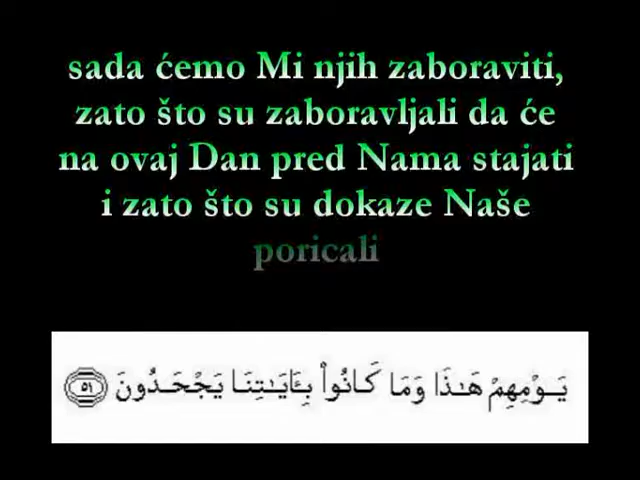 sada ćemo Mi njih zaboraviti,
zato što su zaboravljali da će
na ovaj Dan pred Nama stajati
i zato što su dokaze Naše
poricali
يَوْمِهِمْ هَـٰذَا وَمَا كَانُوا۟ بِـَٔايَـٰتِنَا يَجْحَدُونَ ٥١